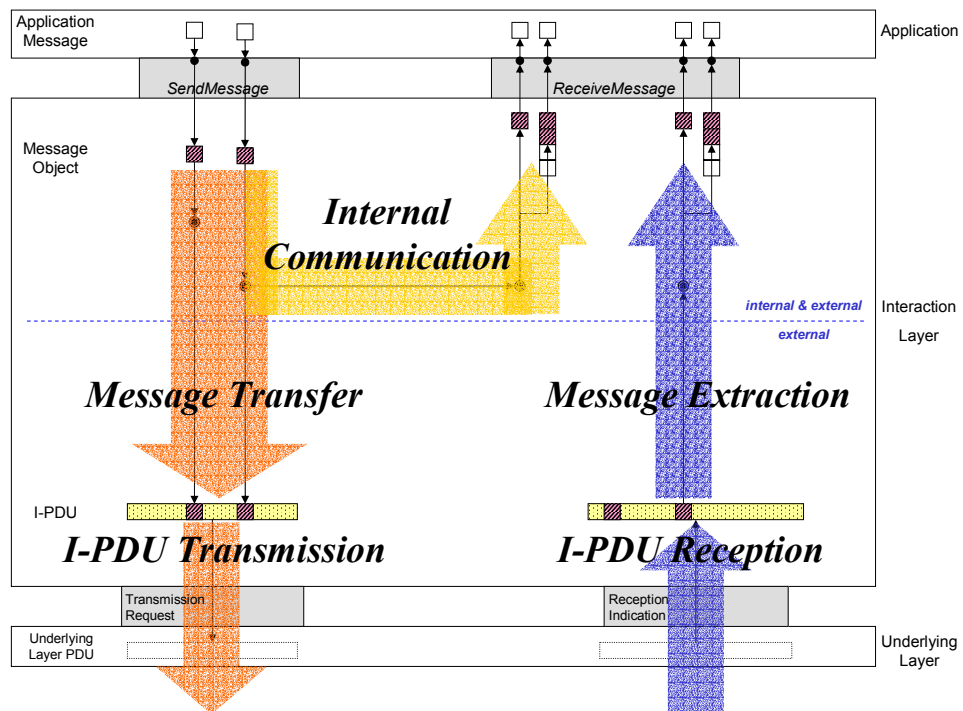 Application
Message
Application
SendMessage
ReceiveMessage
Message
Object
Internal
Communication
internal & external
external
Interaction
Layer
Message Transfer
Message Extraction
I-PDU
I-PDU Transmission
I-PDU Reception
Transmission
Request
Reception
Indication
Underlying
Layer PDU
Underlying
Layer